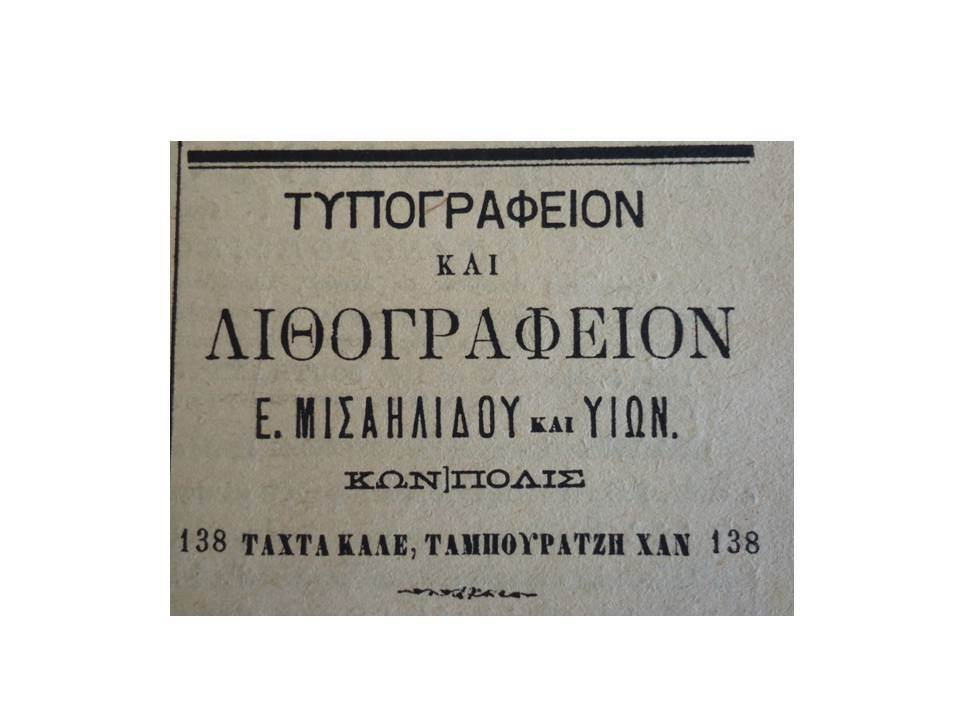 ΤΥΠΟΓΡΑΦΕΙΟΝ
ΚΑΙ
ΛΙΘΟΓΡΑΦΕΙΟΝ
Ε. ΜΙΣΑΗΛΙΔΟΥ ΚΑΙ ΥΙΩΝ.
ΚΩΝ]ΠΟΛΙΣ
138 ΤΑΧΤΑ ΚΑΛΕ, ΤΑΜΠΟΥΡΑΤΖΗ ΧΑΝ 138